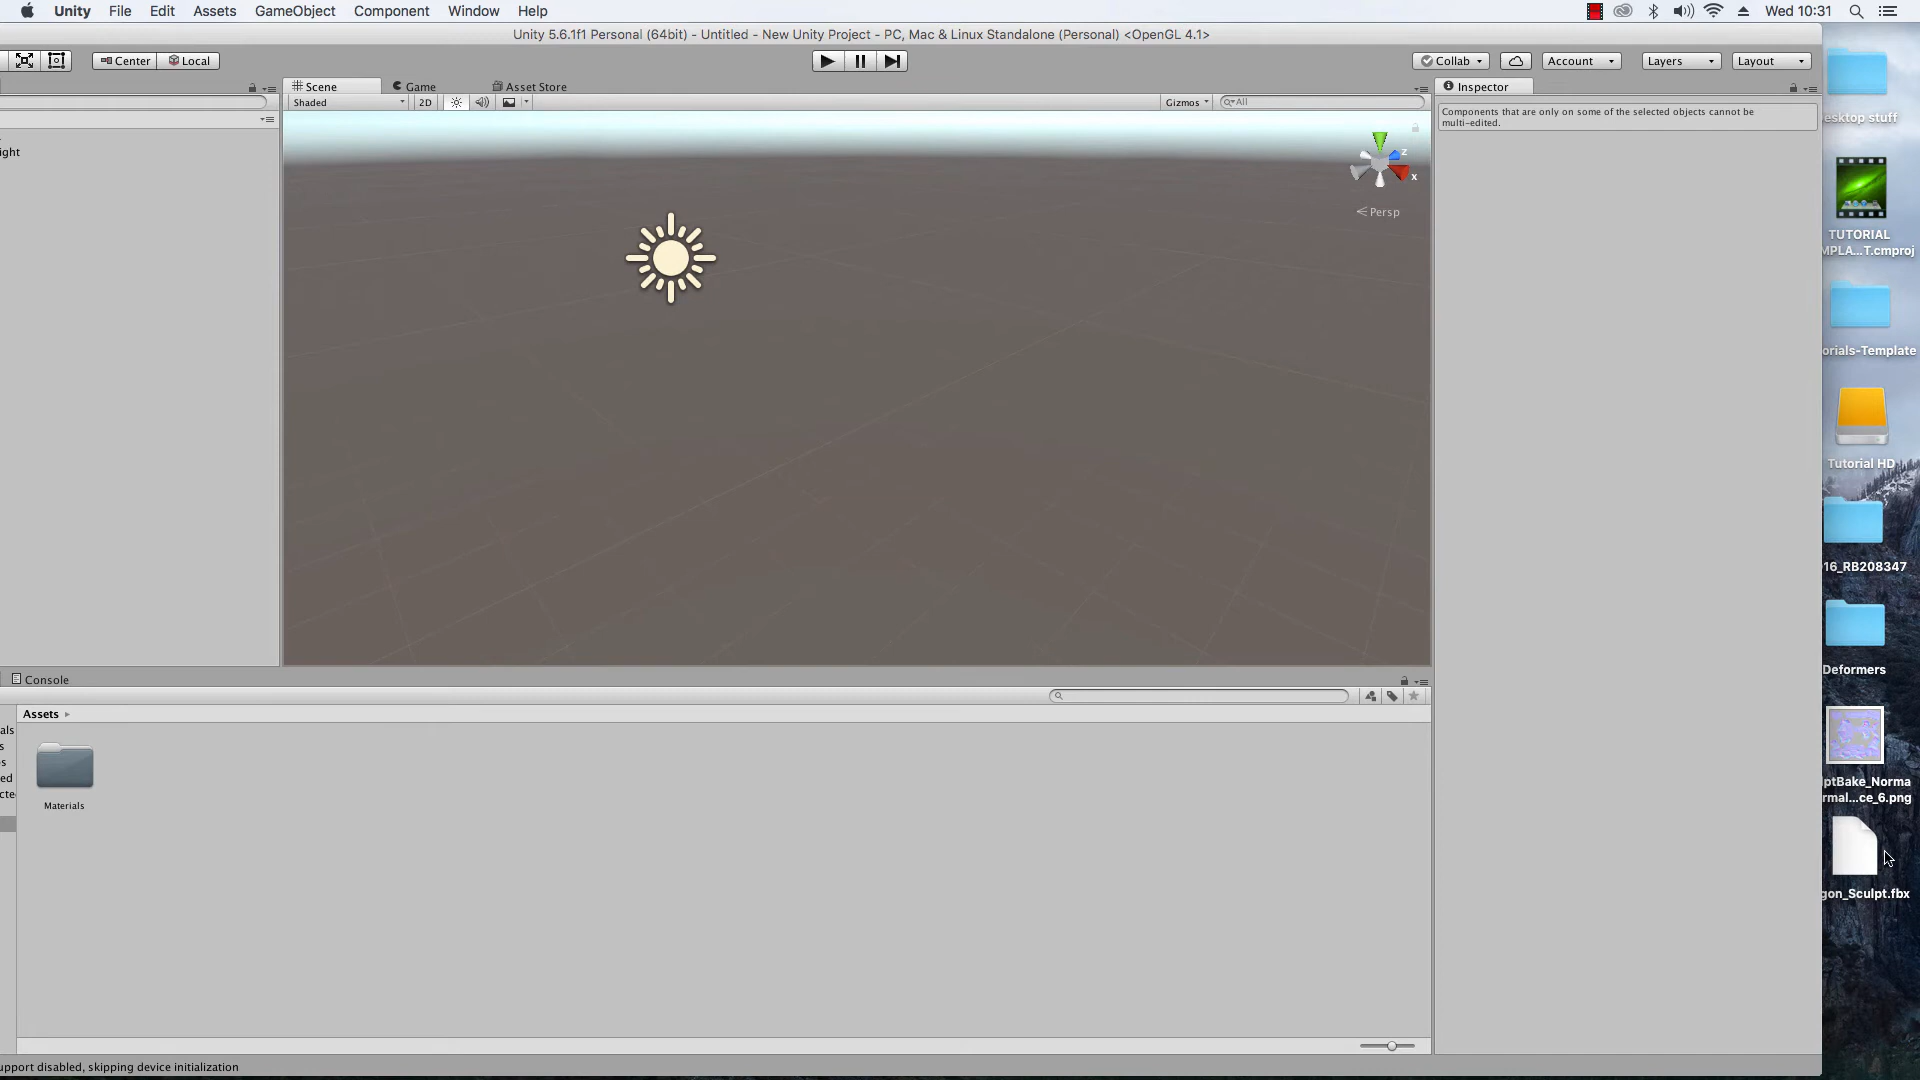 Unity File Edit Assets GameObject Component Window Help Wed 10:31
Unity 5.6.1f1 Personal (64bit) - Untitled - New Unity Project - PC, Mac & Linux Standalone (Personal) <OpenGL 4.1>
Center Local Collab Account Layers Layout
Scene Game Asset Store Inspector
Shaded 2D Gizmos All
Components that are only on some of the selected objects cannot be
multi-edited.
ight
z
x
Persp
esktop stuff
TUTORIAL
MPLA...T.cmproj
orials-Template
Tutorial HD
16_RB208347
Deformers
Console
Assets
als
s
s
ed
cte
Materials
lptBake_Norma
rmal...ce_6.png
gon_Sculpt.fbx
upport disabled, skipping device initialization